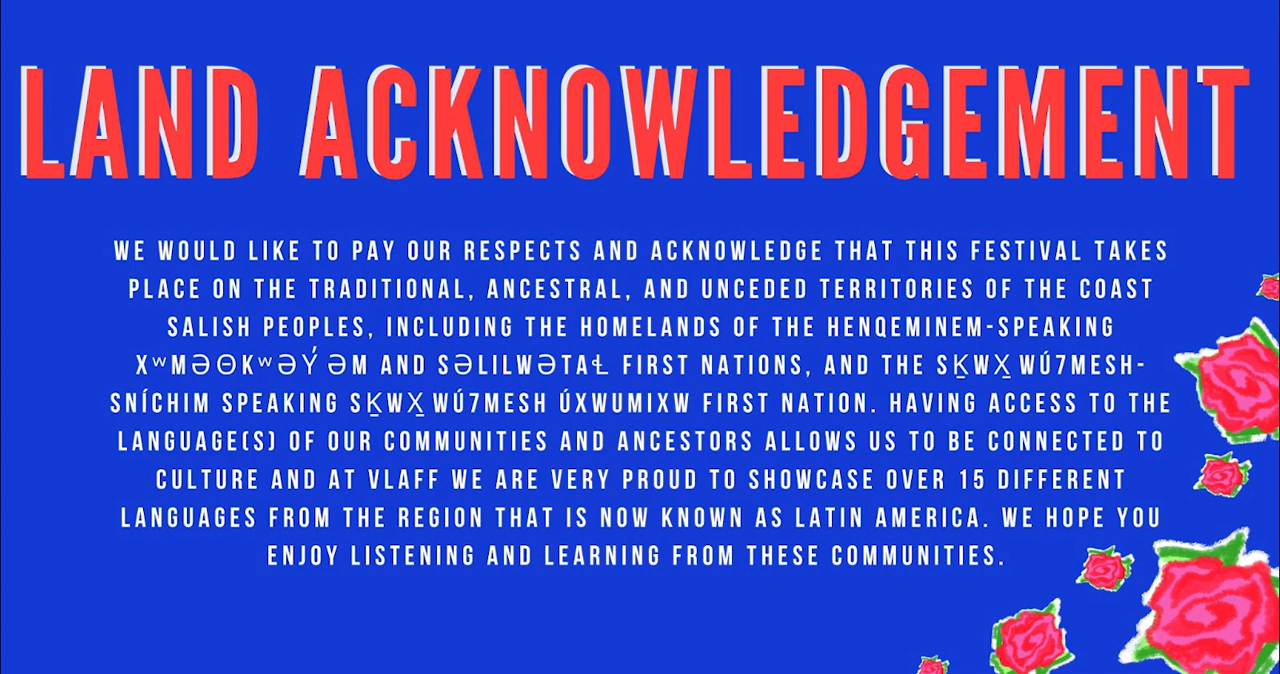 LAND ACKNOWLEDGEMENT
WE WOULD LIKE TO PAY OUR RESPECTS AND ACKNOWLEDGE THAT THIS FESTIVAL TAKES
PLACE ON THE TRADITIONAL, ANCESTRAL, AND UNCEDED TERRITORIES OF THE COAST
SALISH PEOPLES, INCLUDING THE HOMELANDS OF THE HENQEMINEM-SPEAKING
XʷMƏΘKʷƏY̓ ƏM AND SƏLILWƏTA꟡ FIRST NATIONS, AND THE SḴWX̱ WÚ7MESH-
SNÍCHIM SPEAKING SḴWX̱ WÚ7MESH ÚXWUMIXW FIRST NATION. HAVING ACCESS TO THE
LANGUAGE(S) OF OUR COMMUNITIES AND ANCESTORS ALLOWS US TO BE CONNECTED TO
CULTURE AND AT VLAFF WE ARE VERY PROUD TO SHOWCASE OVER 15 DIFFERENT
LANGUAGES FROM THE REGION THAT IS NOW KNOWN AS LATIN AMERICA. WE HOPE YOU
ENJOY LISTENING AND LEARNING FROM THESE COMMUNITIES.